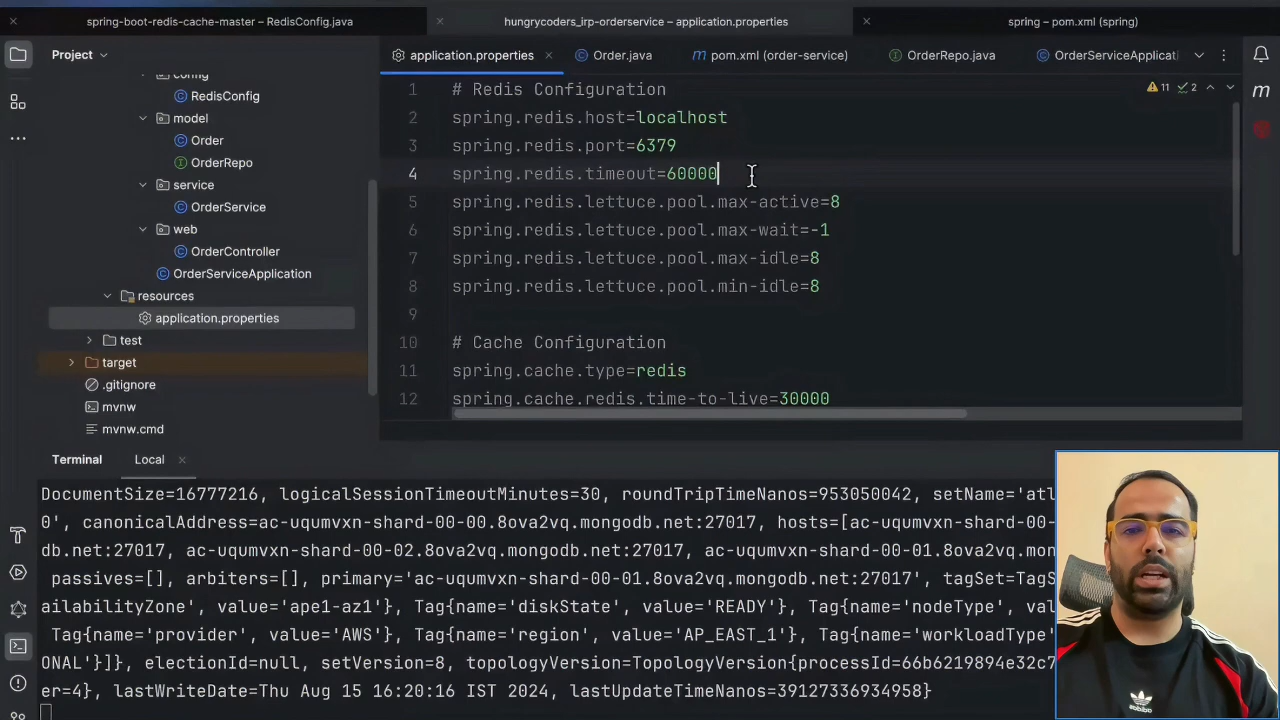 spring-boot-redis-cache-master – RedisConfig.java
hungrycoders_irp-orderservice – application.properties
spring – pom.xml (spring)
Project
application.properties
Order.java
pom.xml (order-service)
OrderRepo.java
OrderServiceApplicati
config
RedisConfig
model
Order
OrderRepo
service
OrderService
web
OrderController
OrderServiceApplication
resources
application.properties
test
target
.gitignore
mvnw
mvnw.cmd
11 2
1 # Redis Configuration
2 spring.redis.host=localhost
3 spring.redis.port=6379
4 spring.redis.timeout=60000
5 spring.redis.lettuce.pool.max-active=8
6 spring.redis.lettuce.pool.max-wait=-1
7 spring.redis.lettuce.pool.max-idle=8
8 spring.redis.lettuce.pool.min-idle=8
9
10 # Cache Configuration
11 spring.cache.type=redis
12 spring.cache.redis.time-to-live=30000
Terminal Local
DocumentSize=16777216, logicalSessionTimeoutMinutes=30, roundTripTimeNanos=953050042, setName='atl
0', canonicalAddress=ac-uqumvxn-shard-00-00.8ova2vq.mongodb.net:27017, hosts=[ac-uqumvxn-shard-00-
db.net:27017, ac-uqumvxn-shard-00-02.8ova2vq.mongodb.net:27017, ac-uqumvxn-shard-00-01.8ova2vq.mon
passives=[], arbiters=[], primary='ac-uqumvxn-shard-00-01.8ova2vq.mongodb.net:27017', tagSet=TagS
ailabilityZone', value='ape1-az1'}, Tag{name='diskState', value='READY'}, Tag{name='nodeType', val
Tag{name='provider', value='AWS'}, Tag{name='region', value='AP_EAST_1'}, Tag{name='workloadType'
ONAL'}]}, electionId=null, setVersion=8, topologyVersion=TopologyVersion{processId=66b6219894e32c7
er=4}, lastWriteDate=Thu Aug 15 16:20:16 IST 2024, lastUpdateTimeNanos=39127336934958}
adidas